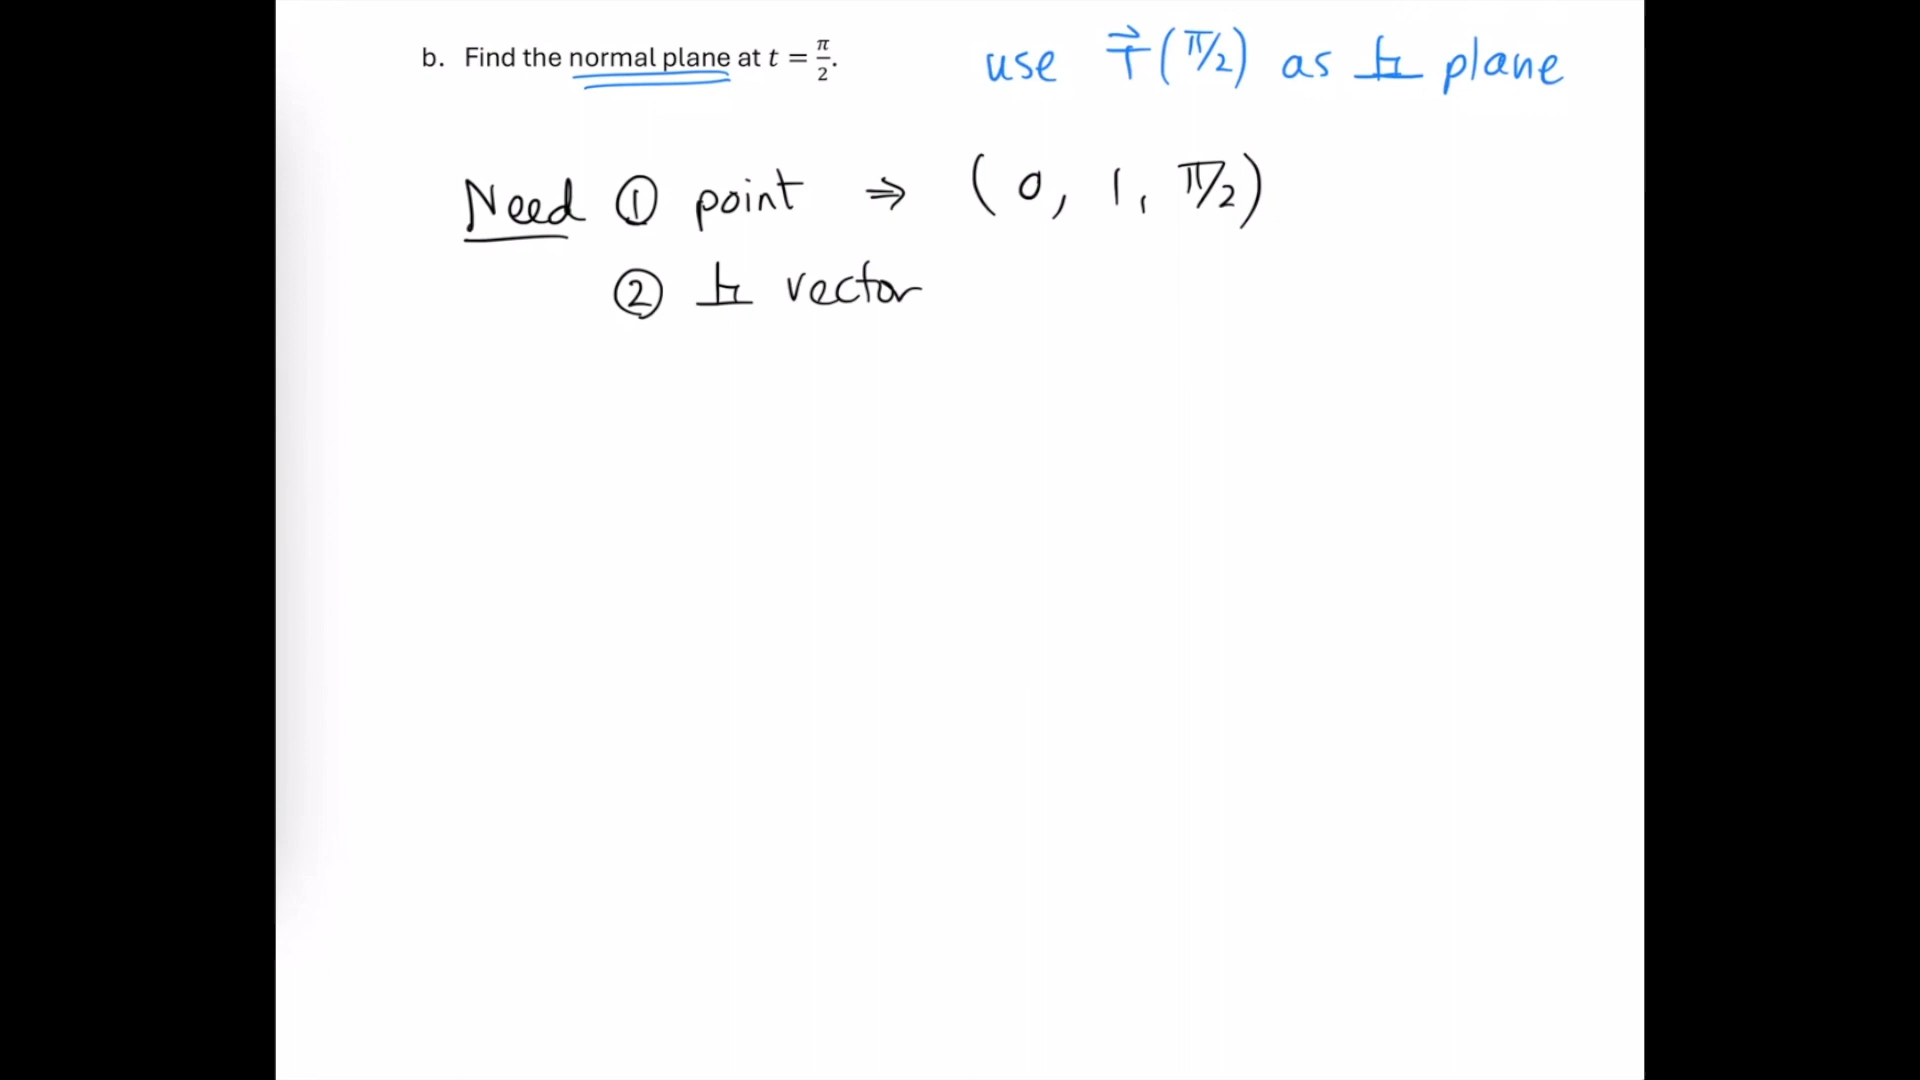 b. Find the normal plane at t = π/2. use T⃗(π/2) as ⊥ plane
Need ① point ⇒ (0, 1, π/2)
② ⊥ vector